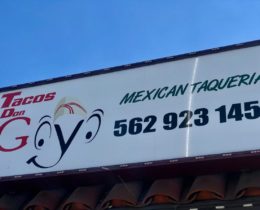 Tacos
Don
Goyo
MEXICAN TAQUERIA
562 923 145